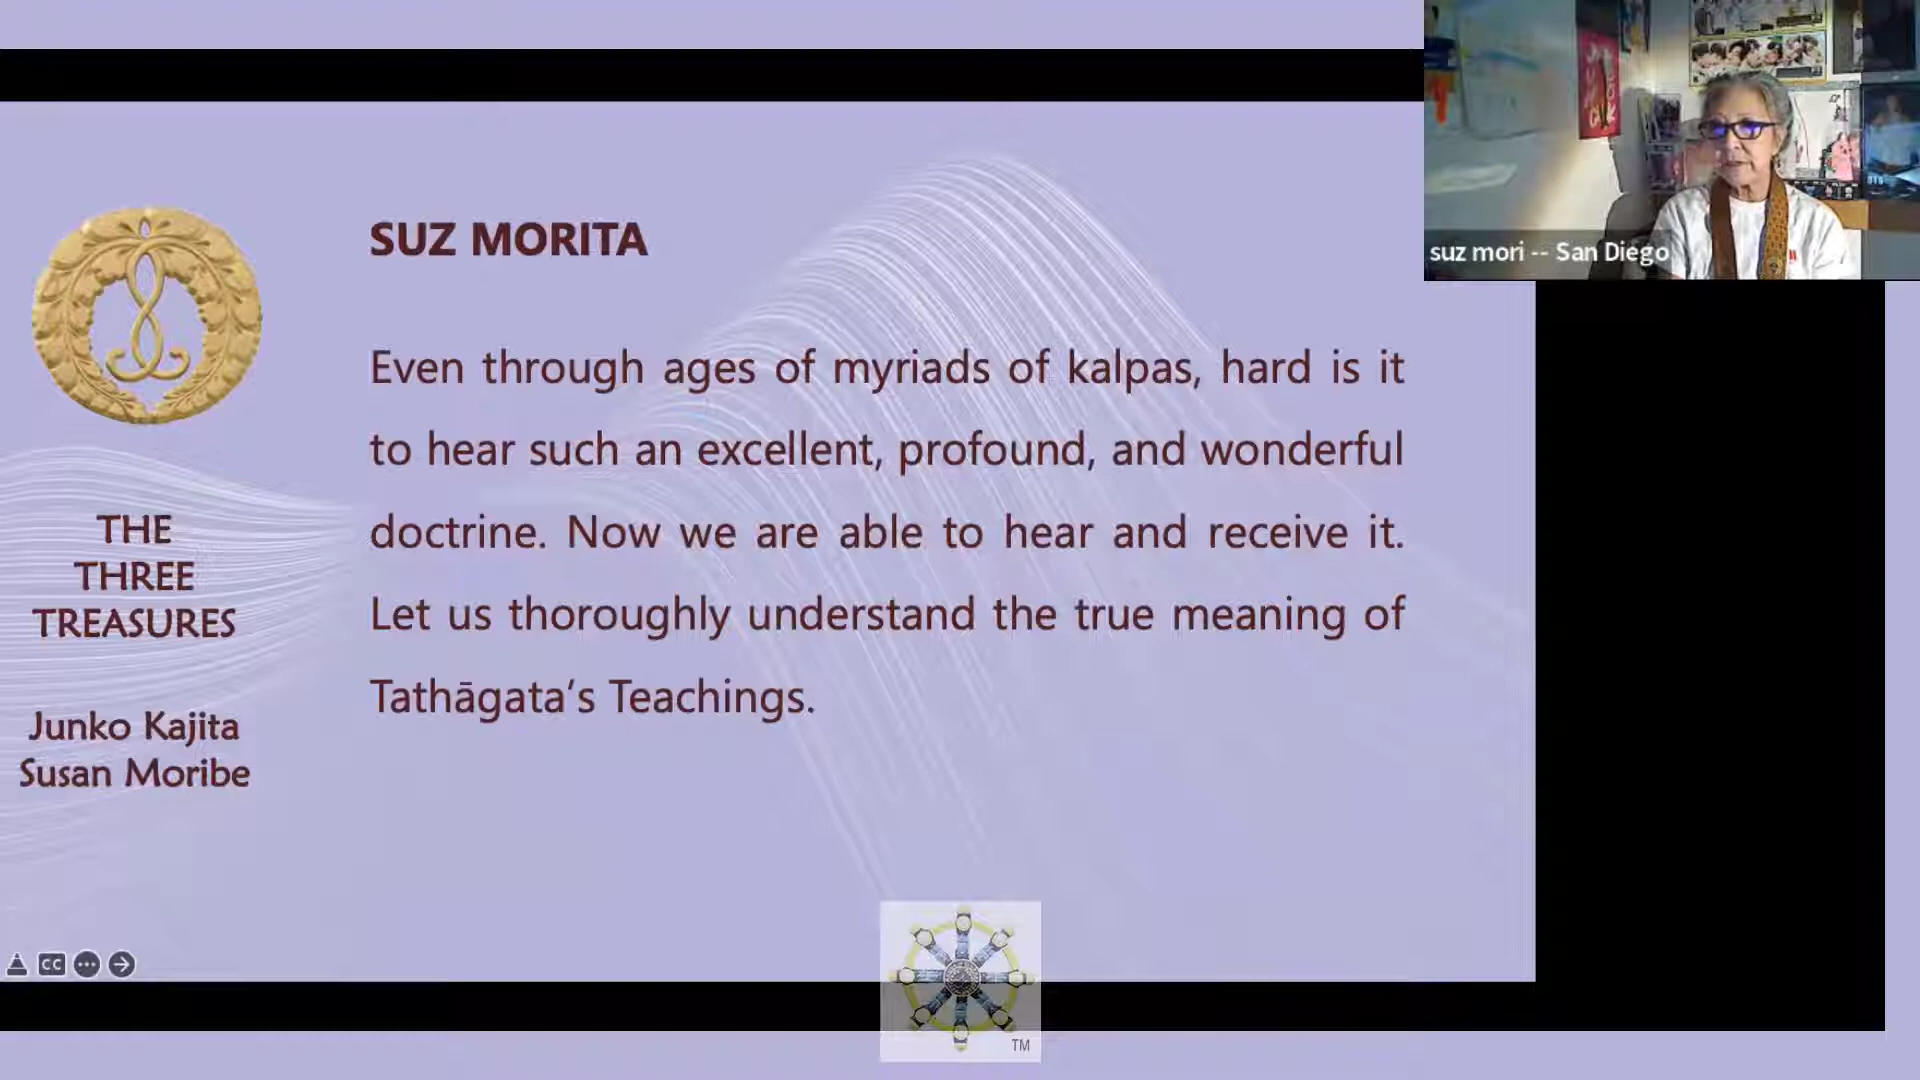 suz mori -- San Diego
SUZ MORITA
Even through ages of myriads of kalpas, hard is it
to hear such an excellent, profound, and wonderful
doctrine. Now we are able to hear and receive it.
Let us thoroughly understand the true meaning of
Tathāgata’s Teachings.
THE
THREE
TREASURES
Junko Kajita
Susan Moribe
CC
TM